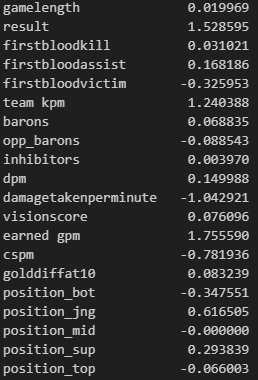 gamelength 0.019969
result 1.528595
firstbloodkill 0.031021
firstbloodassist 0.168186
firstbloodvictim -0.325953
team kpm 1.240388
barons 0.068835
opp_barons -0.088543
inhibitors 0.003970
dpm 0.149988
damagetakenperminute -1.042921
visionscore 0.076096
earned gpm 1.755590
cspm -0.781936
golddiffat10 0.083239
position_bot -0.347551
position_jng 0.616505
position_mid -0.000000
position_sup 0.293839
position_top -0.066003